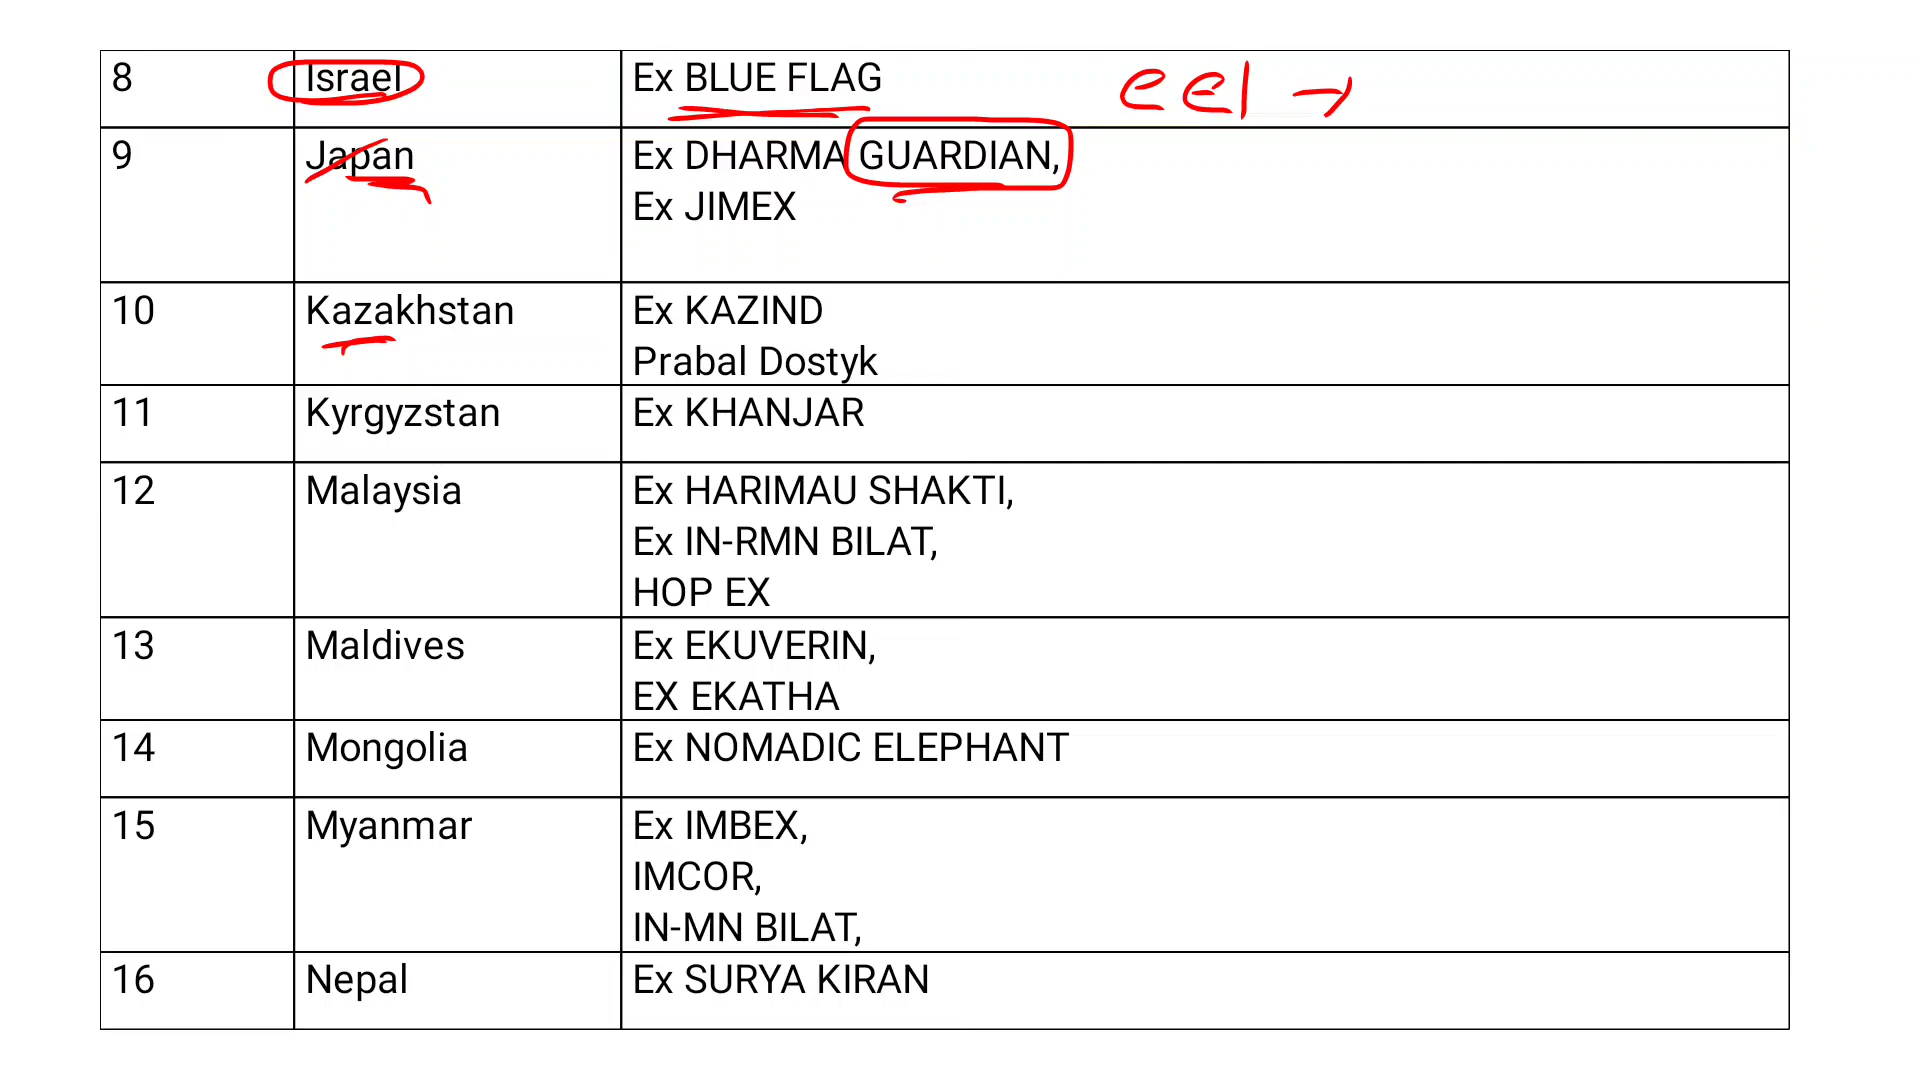 8 Israel Ex BLUE FLAG eel →
9 Japan Ex DHARMA GUARDIAN,
Ex JIMEX
10 Kazakhstan Ex KAZIND
Prabal Dostyk
11 Kyrgyzstan Ex KHANJAR
12 Malaysia Ex HARIMAU SHAKTI,
Ex IN-RMN BILAT,
HOP EX
13 Maldives Ex EKUVERIN,
EX EKATHA
14 Mongolia Ex NOMADIC ELEPHANT
15 Myanmar Ex IMBEX,
IMCOR,
IN-MN BILAT,
16 Nepal Ex SURYA KIRAN